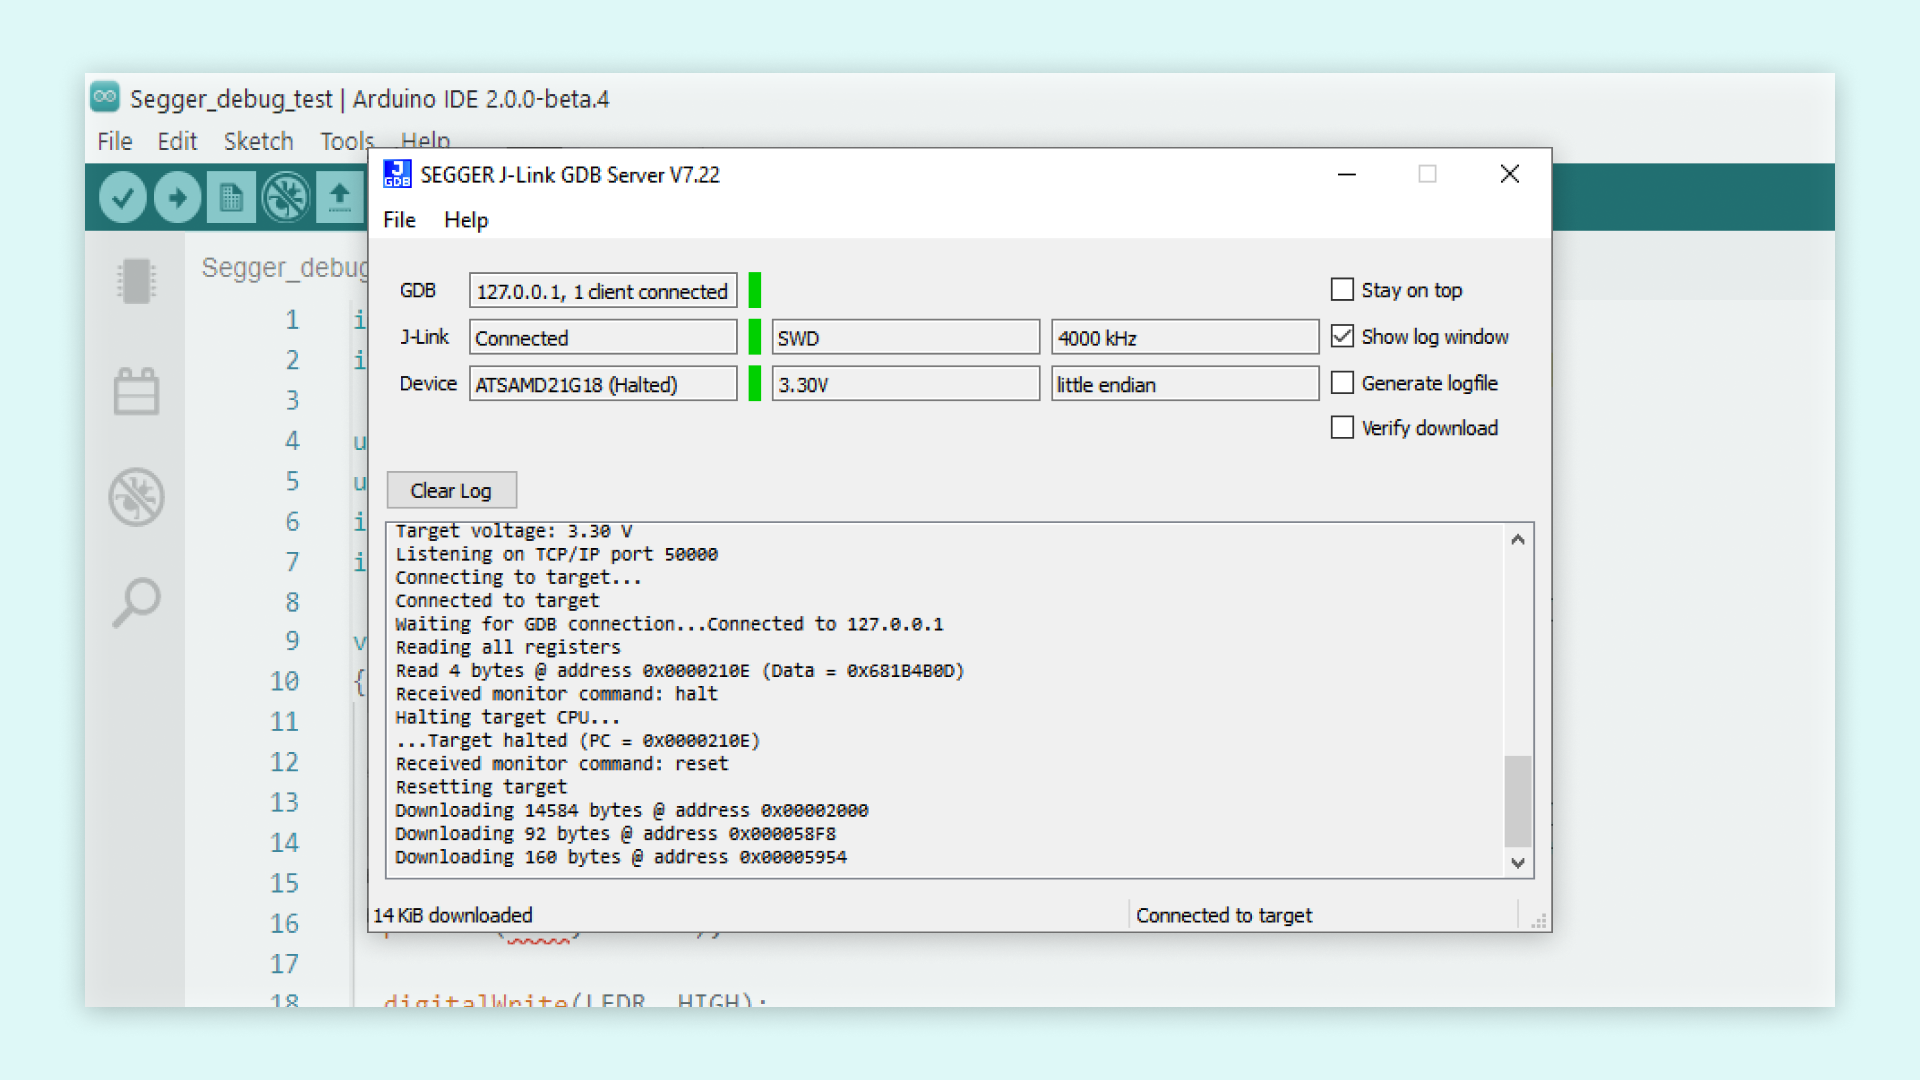 Segger_debug_test | Arduino IDE 2.0.0-beta.4
File Edit Sketch Tools Help
J GDB SEGGER J-Link GDB Server V7.22
File Help
Segger_debug
GDB 127.0.0.1, 1 client connected Stay on top
J-Link Connected SWD 4000 kHz Show log window
Device ATSAMD21G18 (Halted) 3.30V little endian Generate logfile
Verify download
Clear Log
Target voltage: 3.30 V
Listening on TCP/IP port 50000
Connecting to target...
Connected to target
Waiting for GDB connection...Connected to 127.0.0.1
Reading all registers
Read 4 bytes @ address 0x0000210E (Data = 0x681B4B0D)
Received monitor command: halt
Halting target CPU...
...Target halted (PC = 0x0000210E)
Received monitor command: reset
Resetting target
Downloading 14584 bytes @ address 0x00002000
Downloading 92 bytes @ address 0x000058F8
Downloading 160 bytes @ address 0x00005954
14 KiB downloaded Connected to target
1 i
2 i
3
4 u
5 u
6 i
7 i
8
9 v
10 {
11
12
13
14
15
16
17
18 digitalWrite(LEDR, HIGH);